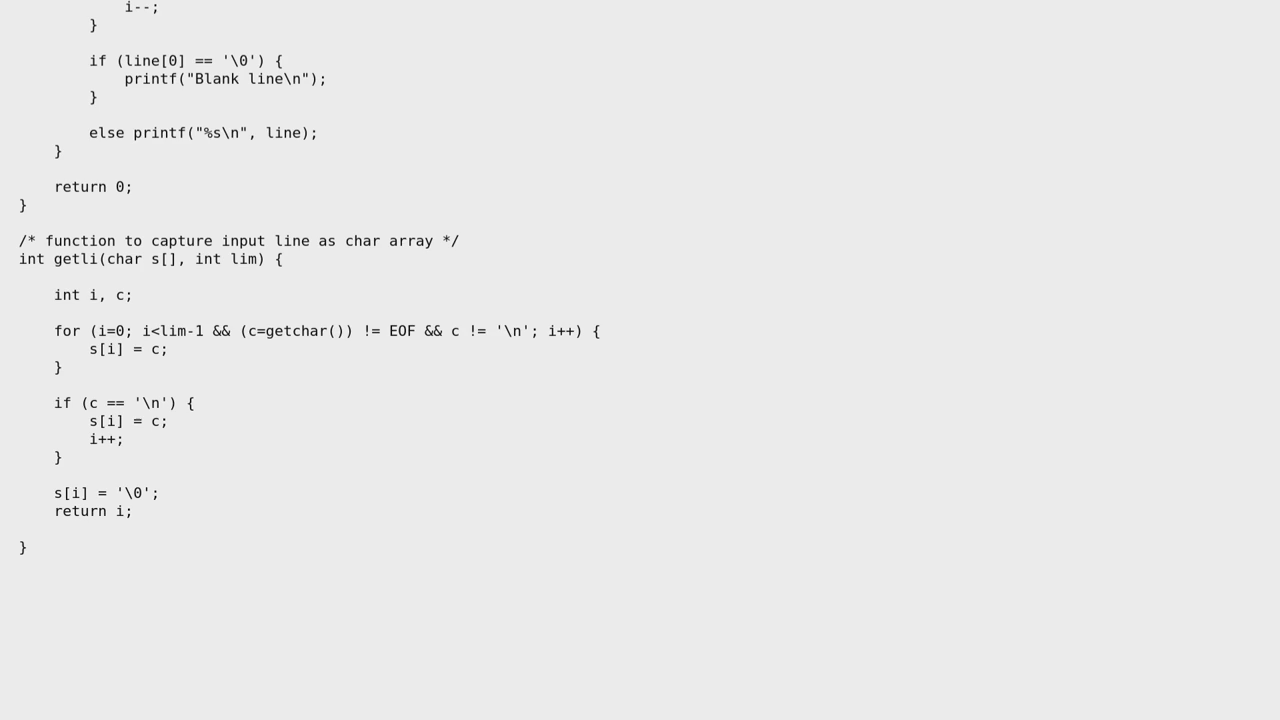 i--;
        }

        if (line[0] == '\0') {
            printf("Blank line\n");
        }

        else printf("%s\n", line);
    }

    return 0;
}

/* function to capture input line as char array */
int getli(char s[], int lim) {

    int i, c;

    for (i=0; i<lim-1 && (c=getchar()) != EOF && c != '\n'; i++) {
        s[i] = c;
    }

    if (c == '\n') {
        s[i] = c;
        i++;
    }

    s[i] = '\0';
    return i;

}